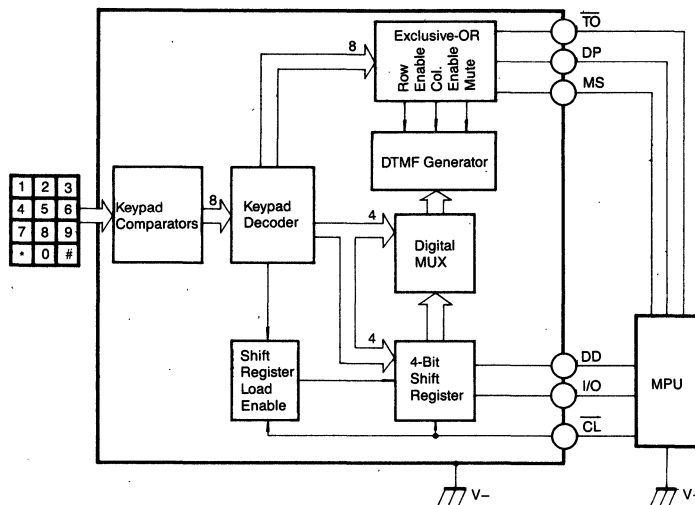 8
Exclusive-OR
Row
Enable
Col.
Enable
Mute
TO
DP
MS
DTMF Generator
1 2 3
4 5 6
7 8 9
* 0 #
Keypad
Comparators
8
Keypad
Decoder
4
Digital
MUX
4
Shift
Register
Load
Enable
4-Bit
Shift
Register
DD
I/O
CL
MPU
V–
V-